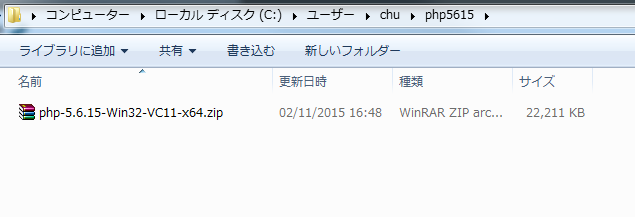 コンピューター ▸ ローカル ディスク (C:) ▸ ユーザー ▸ chu ▸ php5615 ▸
ライブラリに追加 ▼ 共有 ▼ 書き込む 新しいフォルダー
名前 更新日時 種類 サイズ
php-5.6.15-Win32-VC11-x64.zip 02/11/2015 16:48 WinRAR ZIP arc... 22,211 KB